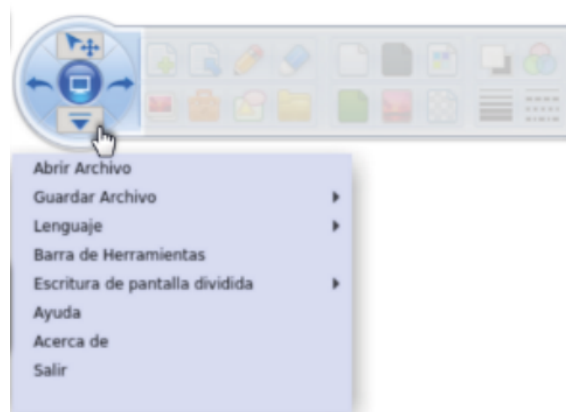 Abrir Archivo
Guardar Archivo
Lenguaje
Barra de Herramientas
Escritura de pantalla dividida
Ayuda
Acerca de
Salir